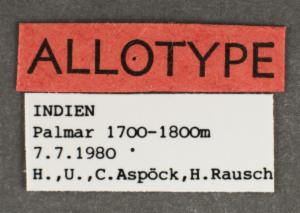 ALLOTYPE
INDIEN
Palmar 1700-1800m
7.7.1980
H.,U.,C.Aspöck,H.Rausch